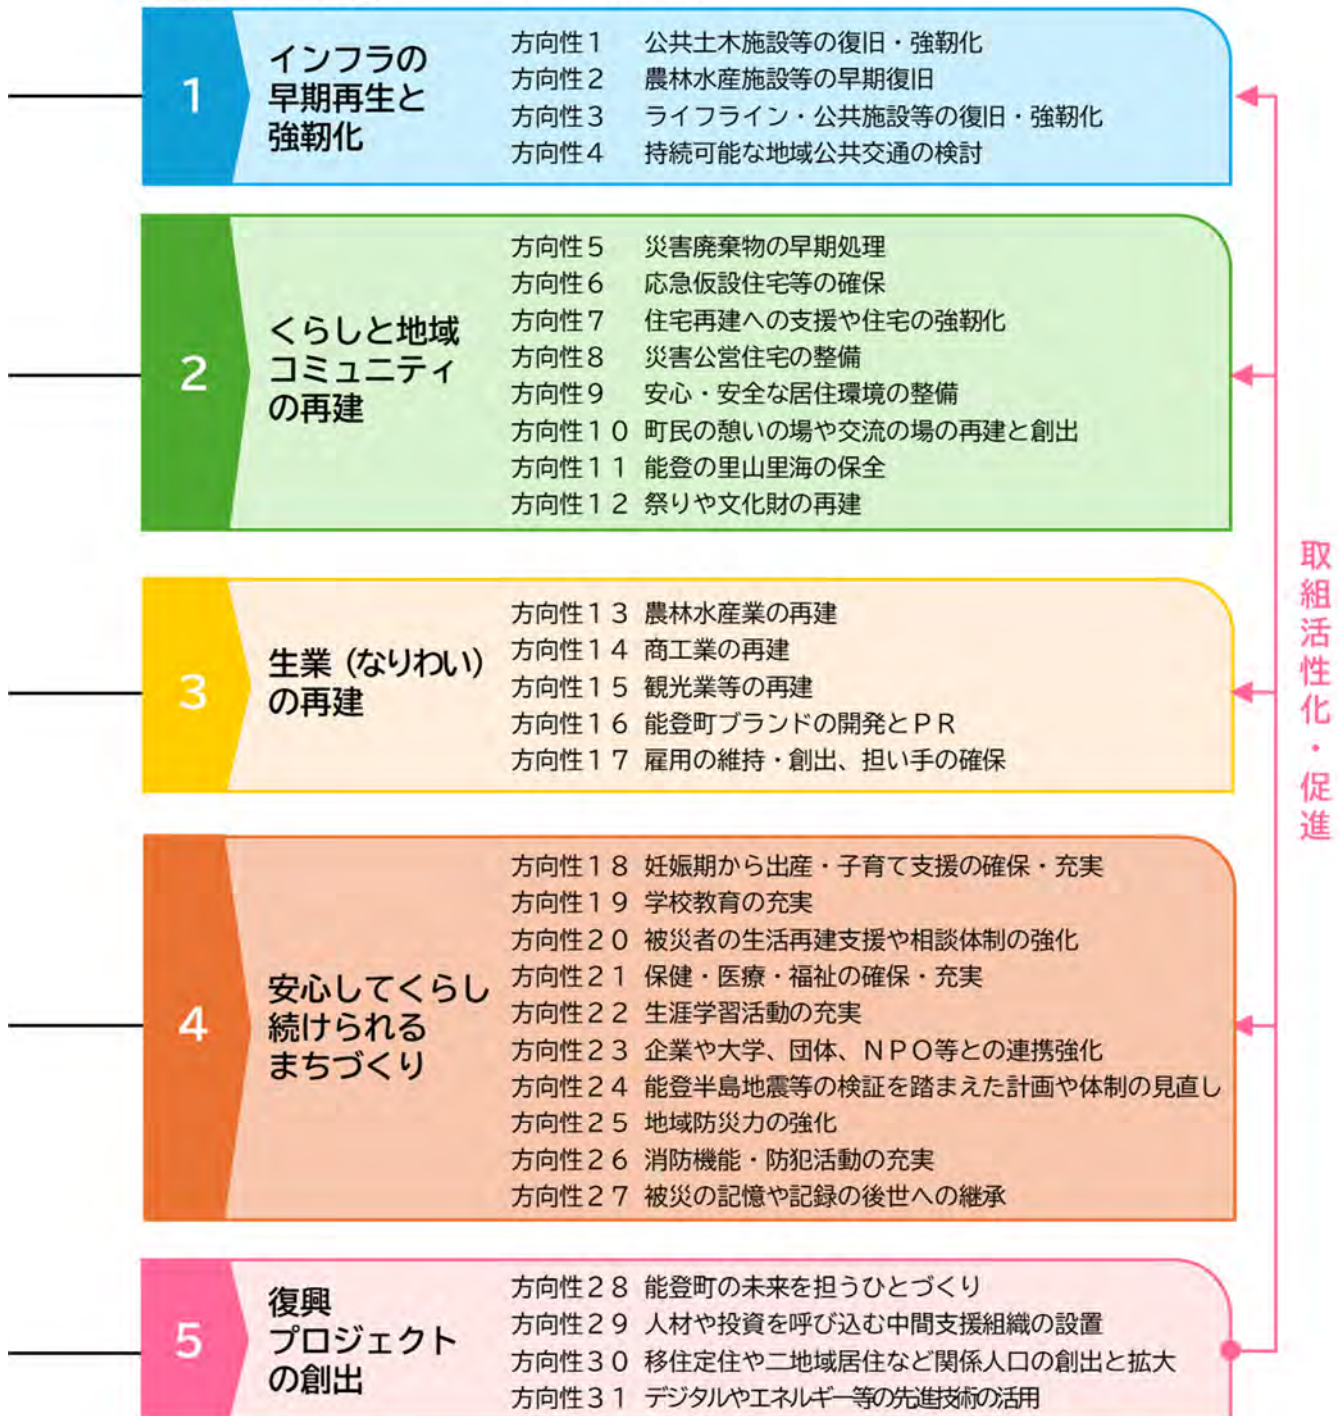 1
インフラの
早期再生と
強靭化
方向性1 公共土木施設等の復旧・強靭化
方向性2 農林水産施設等の早期復旧
方向性3 ライフライン・公共施設等の復旧・強靭化
方向性4 持続可能な地域公共交通の検討
2
くらしと地域
コミュニティ
の再建
方向性5 災害廃棄物の早期処理
方向性6 応急仮設住宅等の確保
方向性7 住宅再建への支援や住宅の強靭化
方向性8 災害公営住宅の整備
方向性9 安心・安全な居住環境の整備
方向性10 町民の憩いの場や交流の場の再建と創出
方向性11 能登の里山里海の保全
方向性12 祭りや文化財の再建
3
生業(なりわい)
の再建
方向性13 農林水産業の再建
方向性14 商工業の再建
方向性15 観光業等の再建
方向性16 能登町ブランドの開発とPR
方向性17 雇用の維持・創出、担い手の確保
4
安心してくらし
続けられる
まちづくり
方向性18 妊娠期から出産・子育て支援の確保・充実
方向性19 学校教育の充実
方向性20 被災者の生活再建支援や相談体制の強化
方向性21 保健・医療・福祉の確保・充実
方向性22 生涯学習活動の充実
方向性23 企業や大学、団体、NPO等との連携強化
方向性24 能登半島地震等の検証を踏まえた計画や体制の見直し
方向性25 地域防災力の強化
方向性26 消防機能・防犯活動の充実
方向性27 被災の記憶や記録の後世への継承
5
復興
プロジェクト
の創出
方向性28 能登町の未来を担うひとづくり
方向性29 人材や投資を呼び込む中間支援組織の設置
方向性30 移住定住や二地域居住など関係人口の創出と拡大
方向性31 デジタルやエネルギー等の先進技術の活用
取組活性化・促進